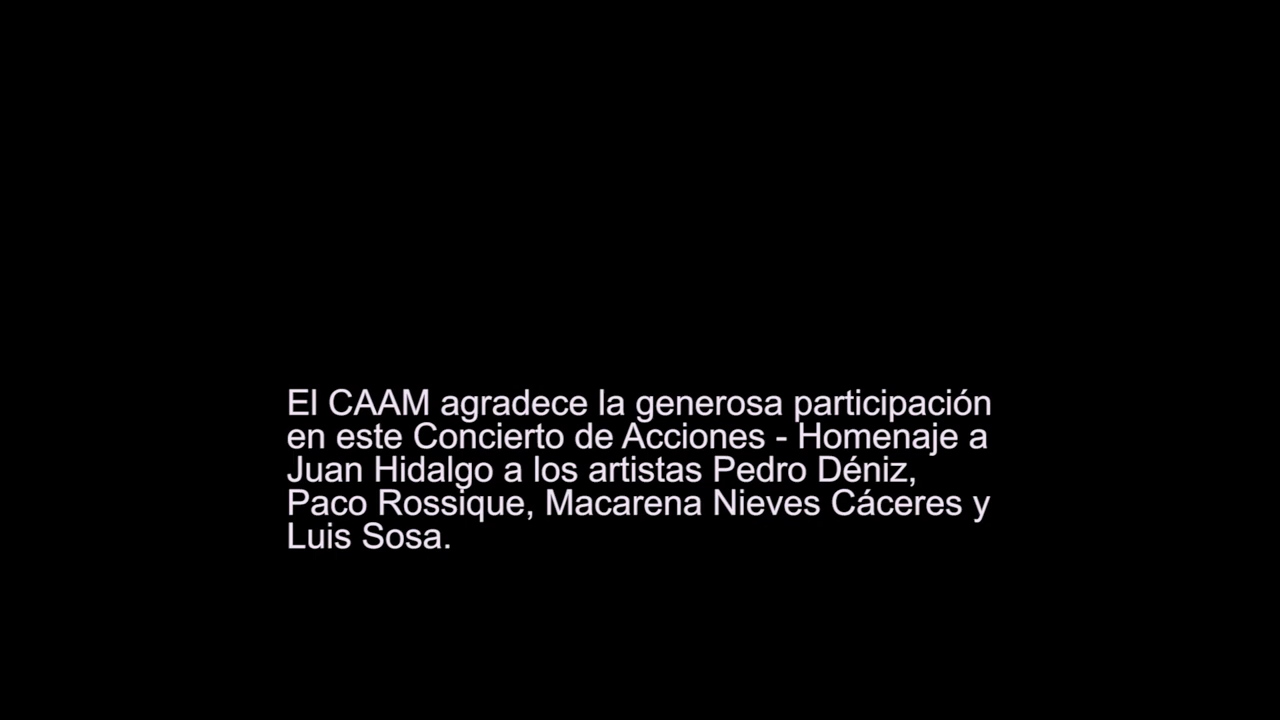 El CAAM agradece la generosa participación
en este Concierto de Acciones - Homenaje a
Juan Hidalgo a los artistas Pedro Déniz,
Paco Rossique, Macarena Nieves Cáceres y
Luis Sosa.